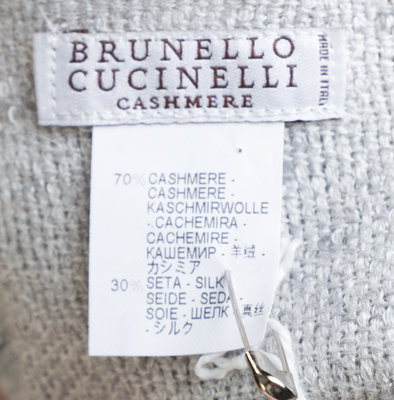 BRUNELLO
CUCINELLI
CASHMERE
MADE IN ITALY
70% CASHMERE -
CASHMERE -
KASCHMIRWOLLE
- CACHEMIRA -
CACHEMIRE -
КАШЕМИР - 羊绒 -
カシミア
30% SETA - SILK -
SEIDE - SEDA -
SOIE - ШЕЛК - 真丝
- シルク